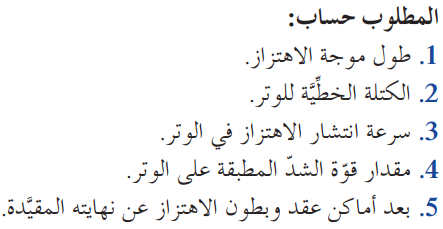 المطلوب حساب:
1. طول موجة الاهتزاز.
2. الكتلة الخطِّيَّة للوتر.
3. سرعة انتشار الاهتزاز في الوتر.
4. مقدار قوّة الشدّ المطبقة على الوتر.
5. بعد أماكن عقد وبطون الاهتزاز عن نهايته المقيَّدة.